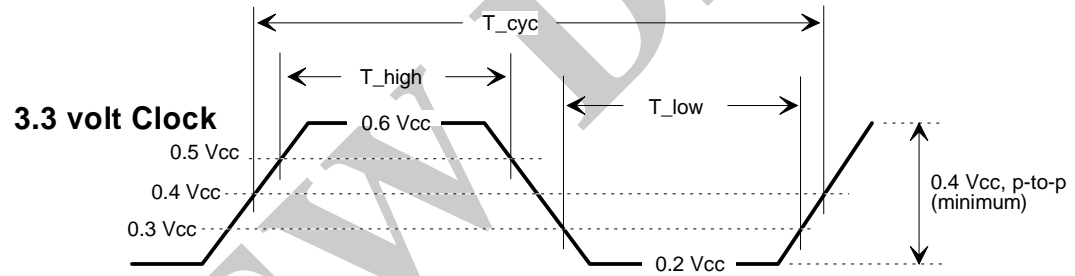 T_cyc
T_high
T_low
3.3 volt Clock
0.6 Vcc
0.5 Vcc
0.4 Vcc
0.4 Vcc, p-to-p
(minimum)
0.3 Vcc
0.2 Vcc